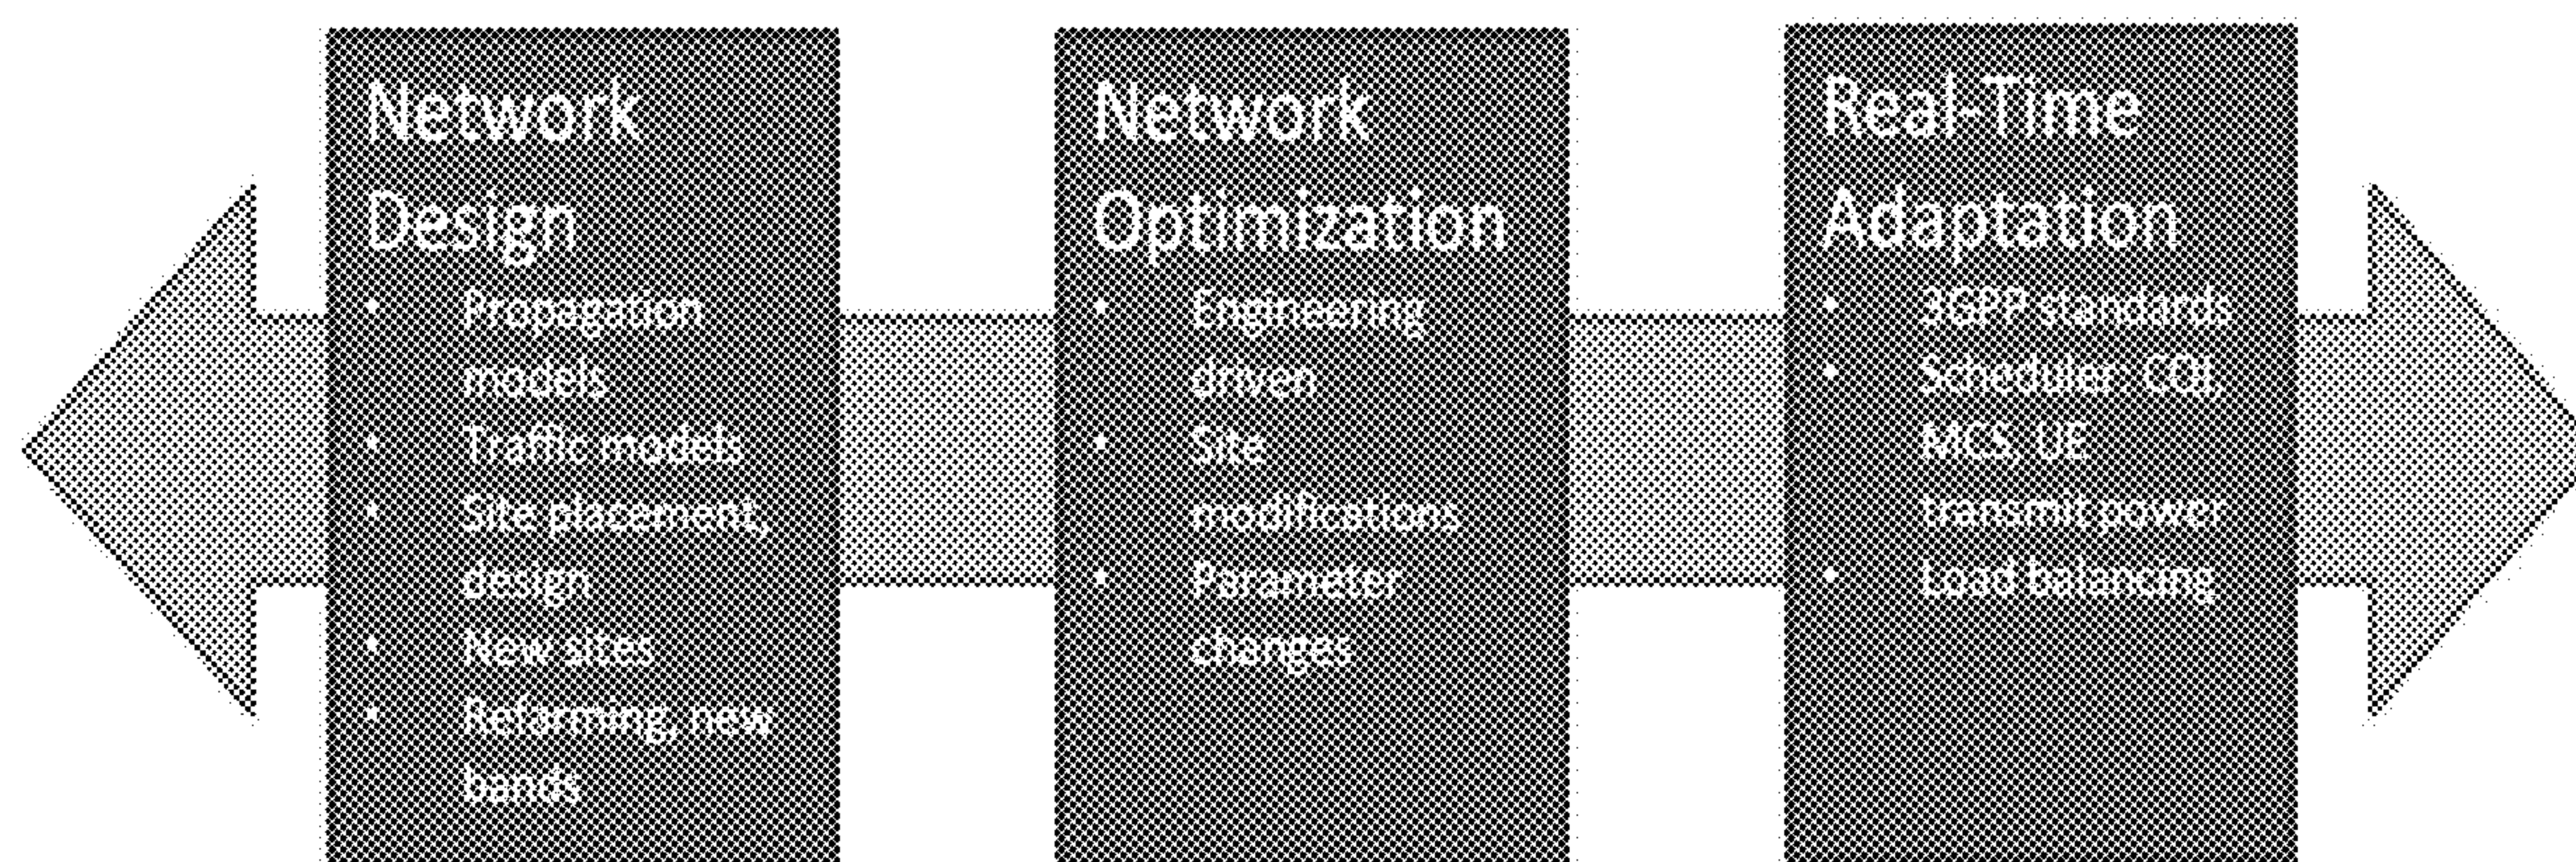 Network
Design
• Propagation
models
• Traffic models
• Site placement,
design
• New sites
• Refarming, new
bands
Network
Optimization
• Engineering
driven
• Site
modifications
• Parameter
changes
Real-Time
Adaptation
• 3GPP standards
• Scheduler: CQI,
MCS, UE
transmit power
• Load balancing